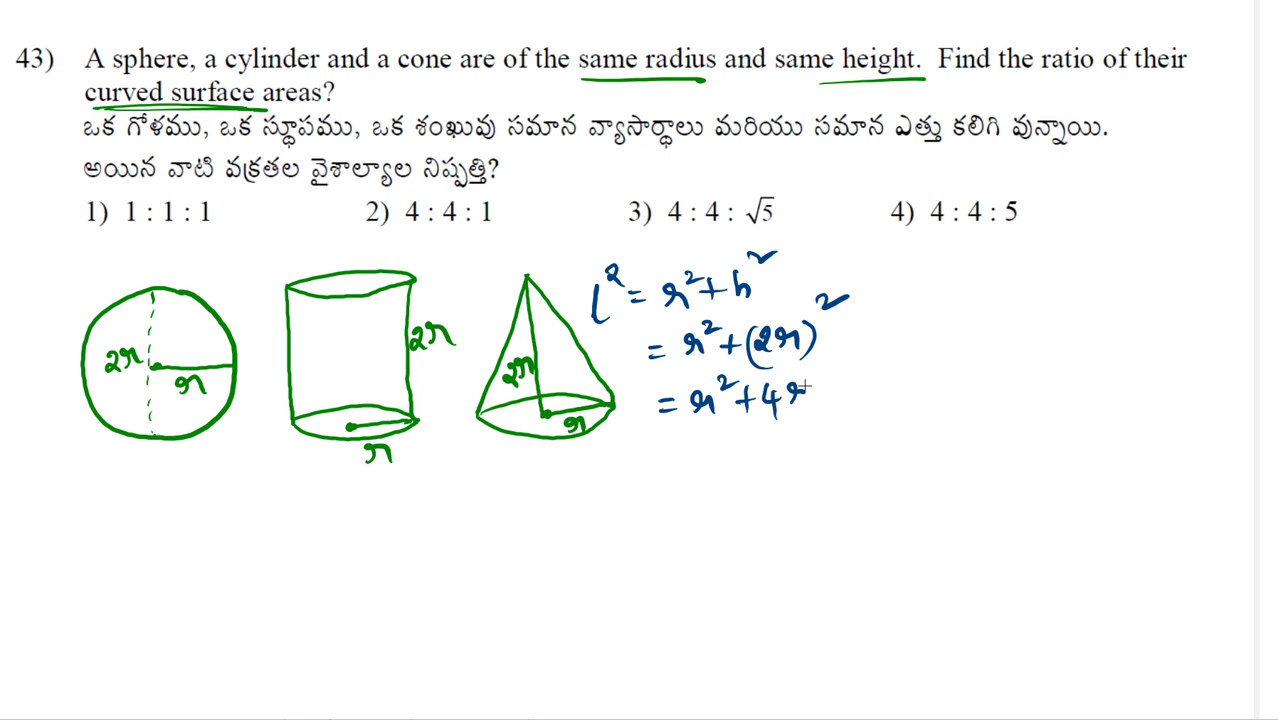 43) A sphere, a cylinder and a cone are of the same radius and same height. Find the ratio of their
curved surface areas?
ఒక గోళము, ఒక స్థూపము, ఒక శంఖువు సమాన వ్యాసార్థాలు మరియు సమాన ఎత్తు కలిగి వున్నాయి.
అయిన వాటి వక్రతల వైశాల్యాల నిష్పత్తి?
1) 1 : 1 : 1 2) 4 : 4 : 1 3) 4 : 4 : √5 4) 4 : 4 : 5
2r r
2r r
2r r
l² = r² + h²
= r² + (2r)²
= r² + 4r